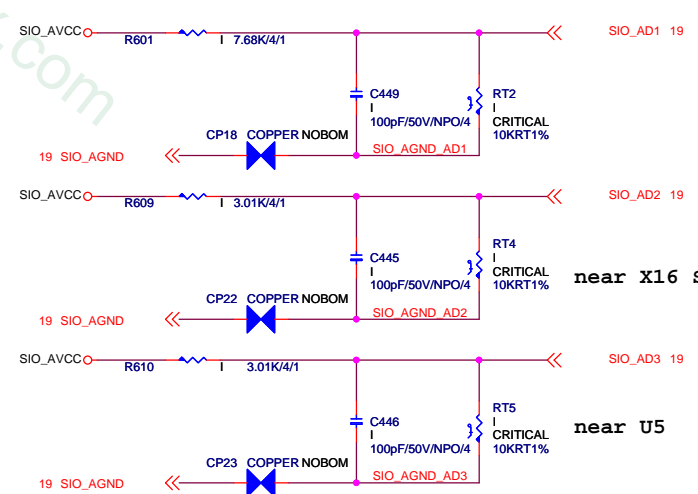 SIO_AVCC
R601
I 7.68K/4/1
SIO_AD1 19
C449
I
100pF/50V/NPO/4
RT2
I
CRITICAL
10KRT1%
CP18 COPPER NOBOM
19 SIO_AGND
SIO_AGND_AD1
SIO_AVCC
R609
I 3.01K/4/1
SIO_AD2 19
C445
I
100pF/50V/NPO/4
RT4
I
CRITICAL
10KRT1%
near X16 S
CP22 COPPER NOBOM
19 SIO_AGND
SIO_AGND_AD2
SIO_AVCC
R610
I 3.01K/4/1
SIO_AD3 19
C446
I
100pF/50V/NPO/4
RT5
I
CRITICAL
10KRT1%
near U5
CP23 COPPER NOBOM
19 SIO_AGND
SIO_AGND_AD3